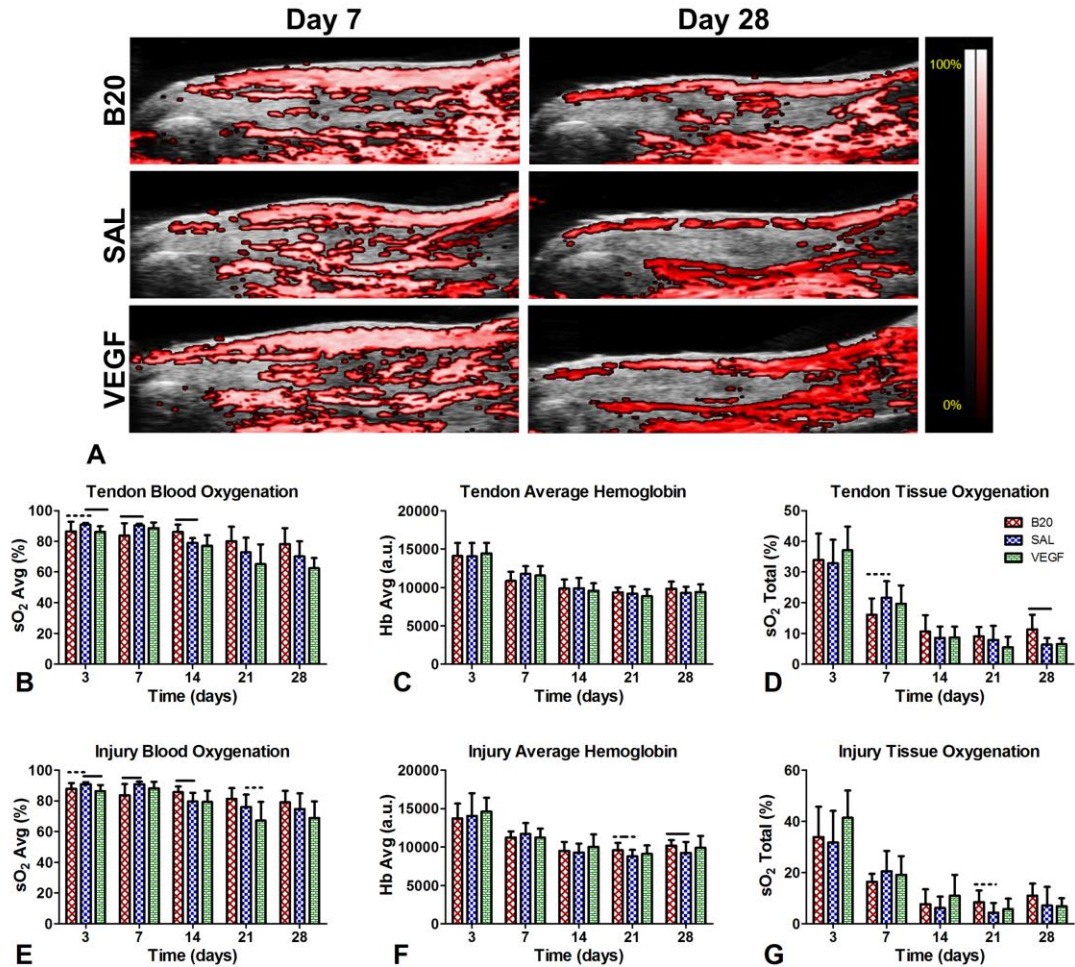 Day 7 Day 28
B20
SAL
VEGF
100%
0%
A
Tendon Blood Oxygenation
sO2 Avg (%)
100
80
60
40
20
0
3 7 14 21 28
Time (days)
B
Tendon Average Hemoglobin
Hb Avg (a.u.)
20000
15000
10000
5000
0
3 7 14 21 28
Time (days)
C
Tendon Tissue Oxygenation
sO2 Total (%)
50
40
30
20
10
0
B20
SAL
VEGF
3 7 14 21 28
Time (days)
D
Injury Blood Oxygenation
sO2 Avg (%)
100
80
60
40
20
0
3 7 14 21 28
Time (days)
E
Injury Average Hemoglobin
Hb Avg (a.u.)
20000
15000
10000
5000
0
3 7 14 21 28
Time (days)
F
Injury Tissue Oxygenation
sO2 Total (%)
60
40
20
0
3 7 14 21 28
Time (days)
G